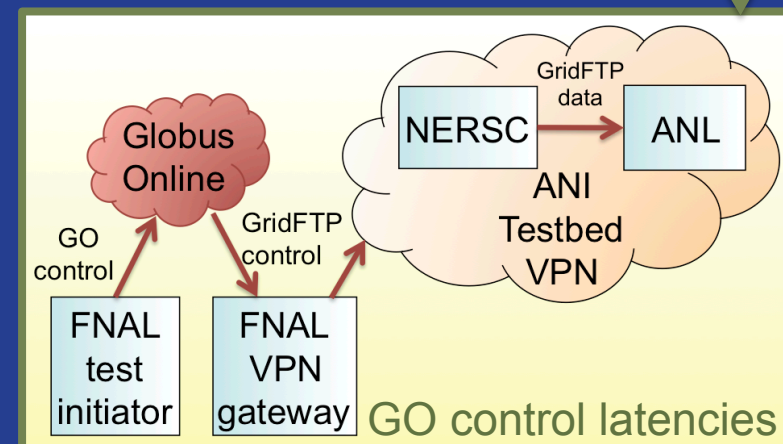 Globus
Online
GO
control
GridFTP
control
FNAL
test
initiator
FNAL
VPN
gateway
GridFTP
data
NERSC
ANL
ANI
Testbed
VPN
GO control latencies